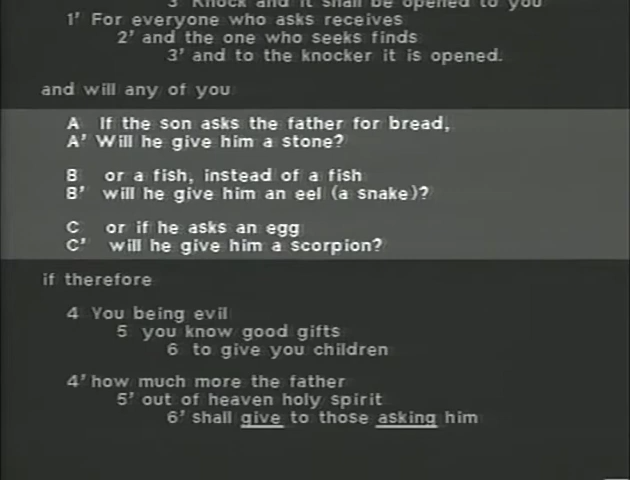 3 Knock and it shall be opened to you
1' For everyone who asks receives
2' and the one who seeks finds
3' and to the knocker it is opened.
and will any of you
A If the son asks the father for bread,
A' Will he give him a stone?
B or a fish, instead of a fish
B' will he give him an eel (a snake)?
C or if he asks an egg
C' will he give him a scorpion?
if therefore
4 You being evil
5 you know good gifts
6 to give you children
4' how much more the father
5' out of heaven holy spirit
6' shall give to those asking him